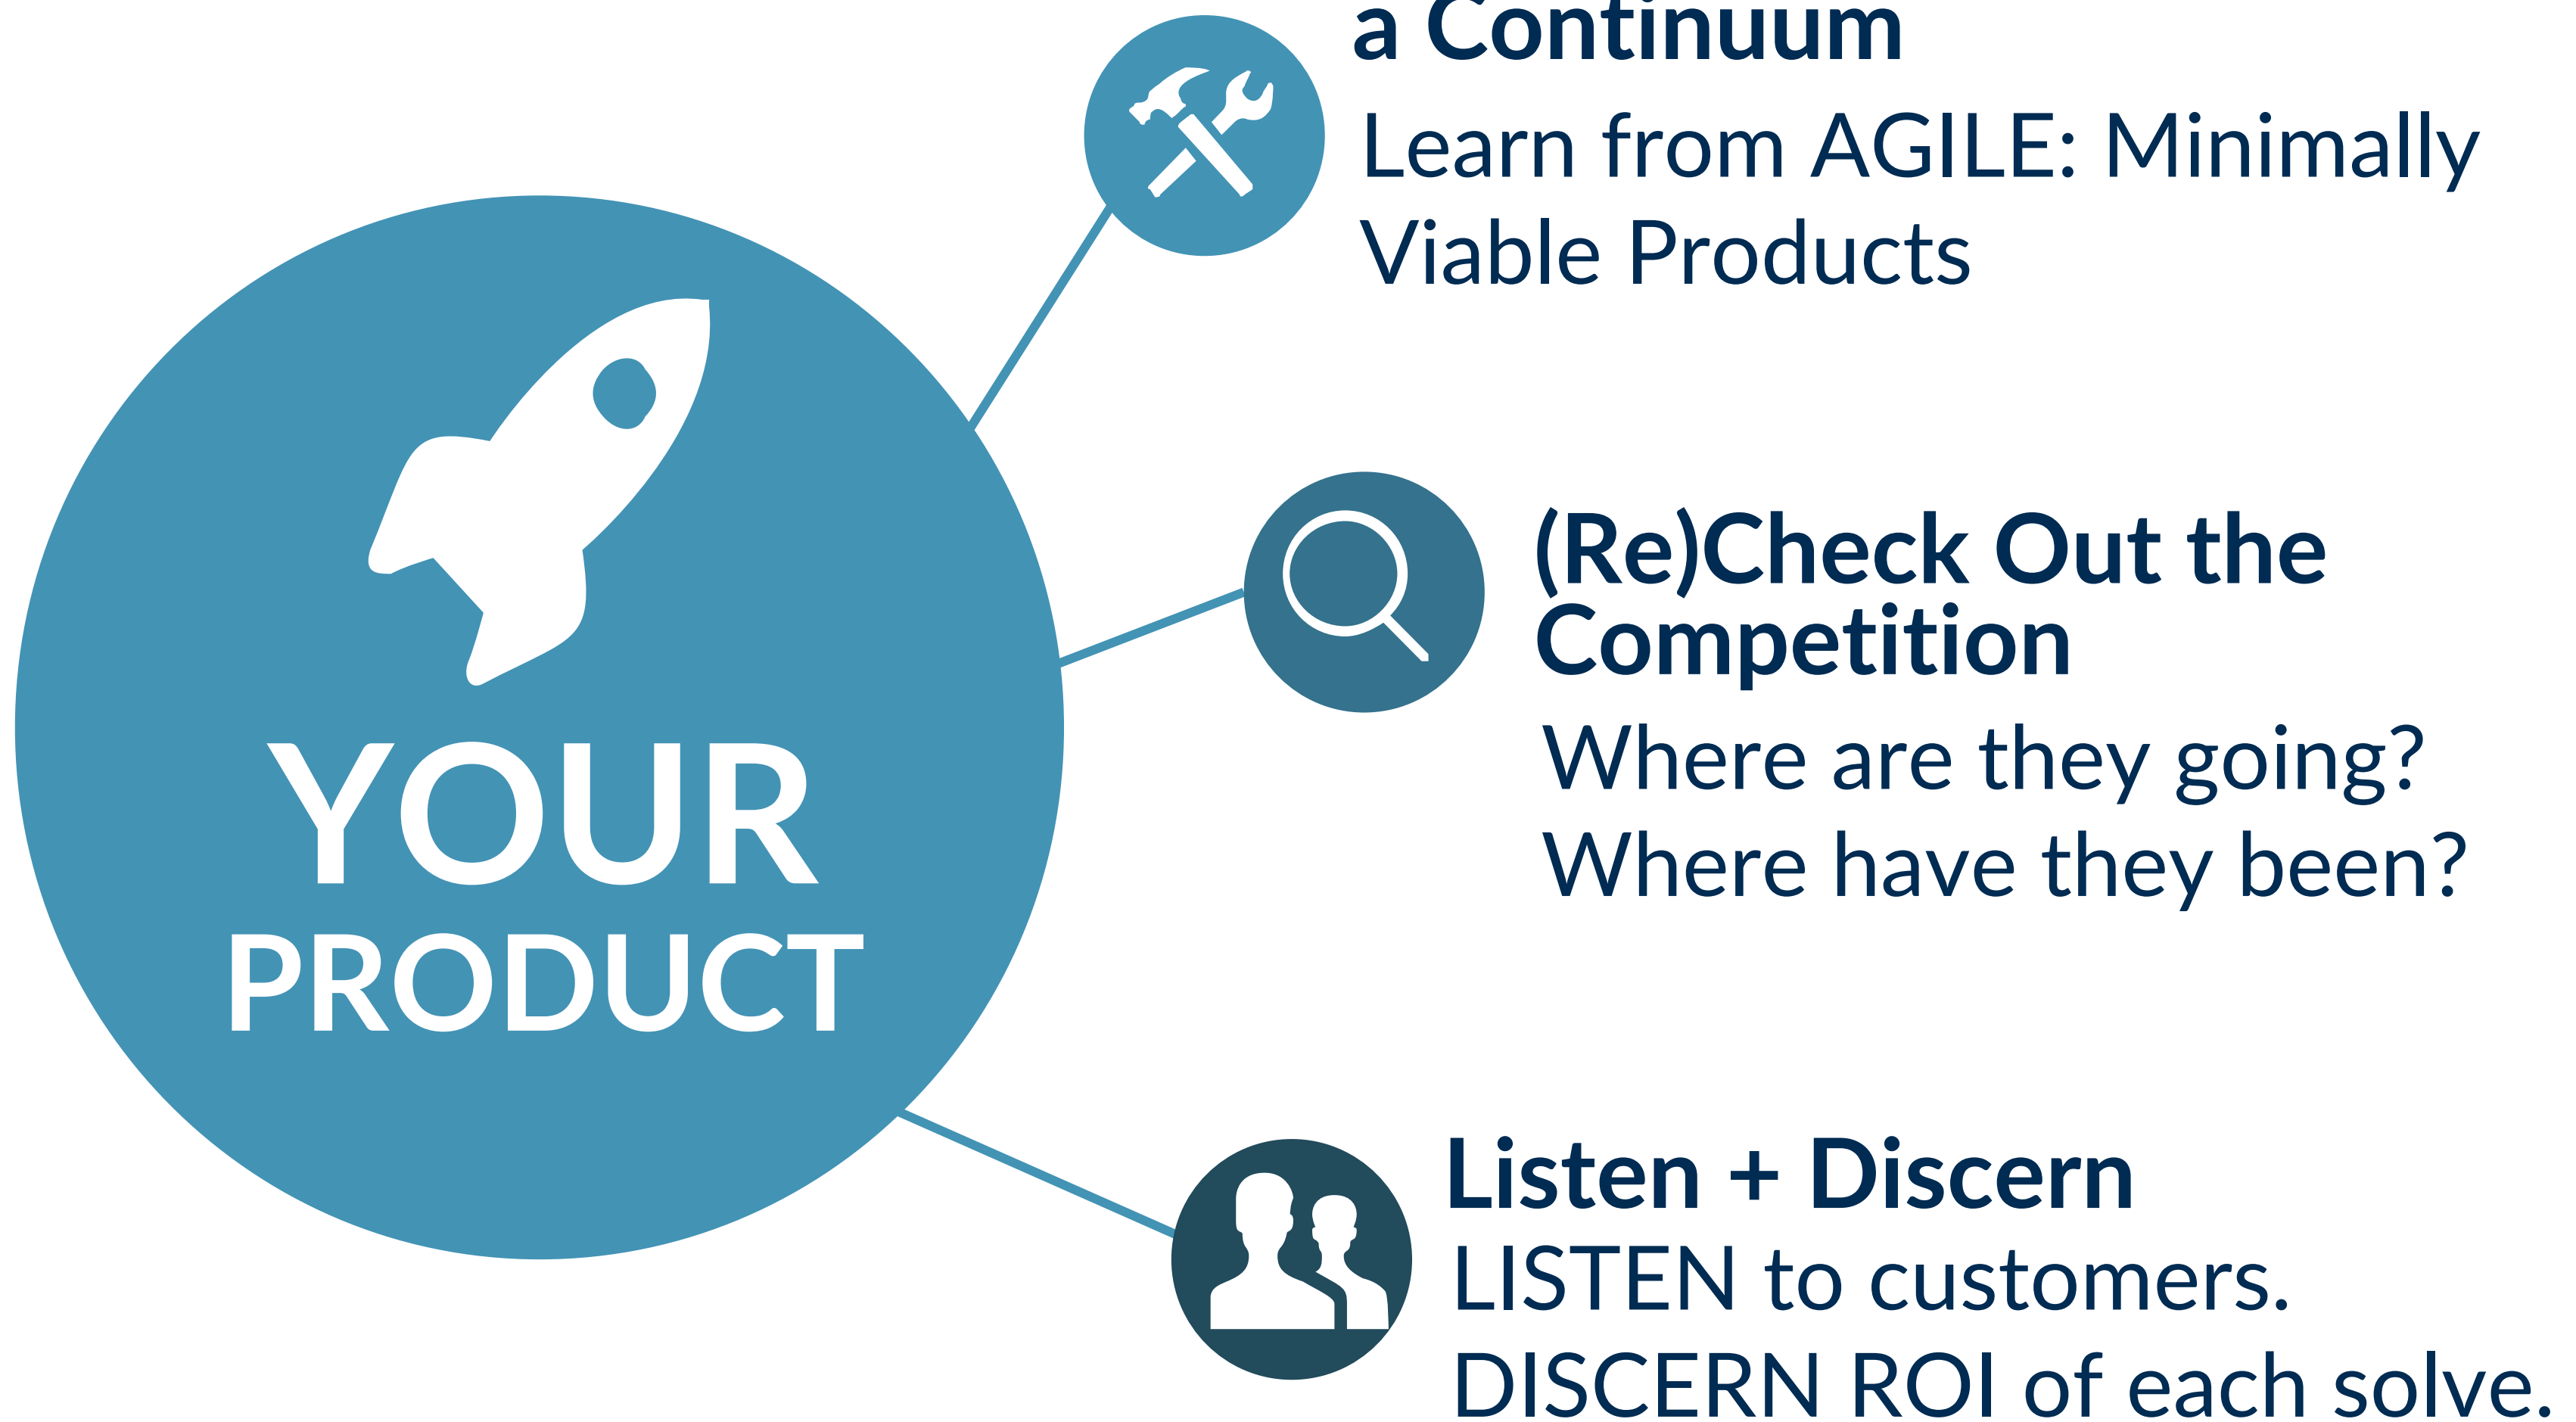 a Continuum
Learn from AGILE: Minimally
Viable Products
YOUR
PRODUCT
(Re)Check Out the
Competition
Where are they going?
Where have they been?
Listen + Discern
LISTEN to customers.
DISCERN ROI of each solve.